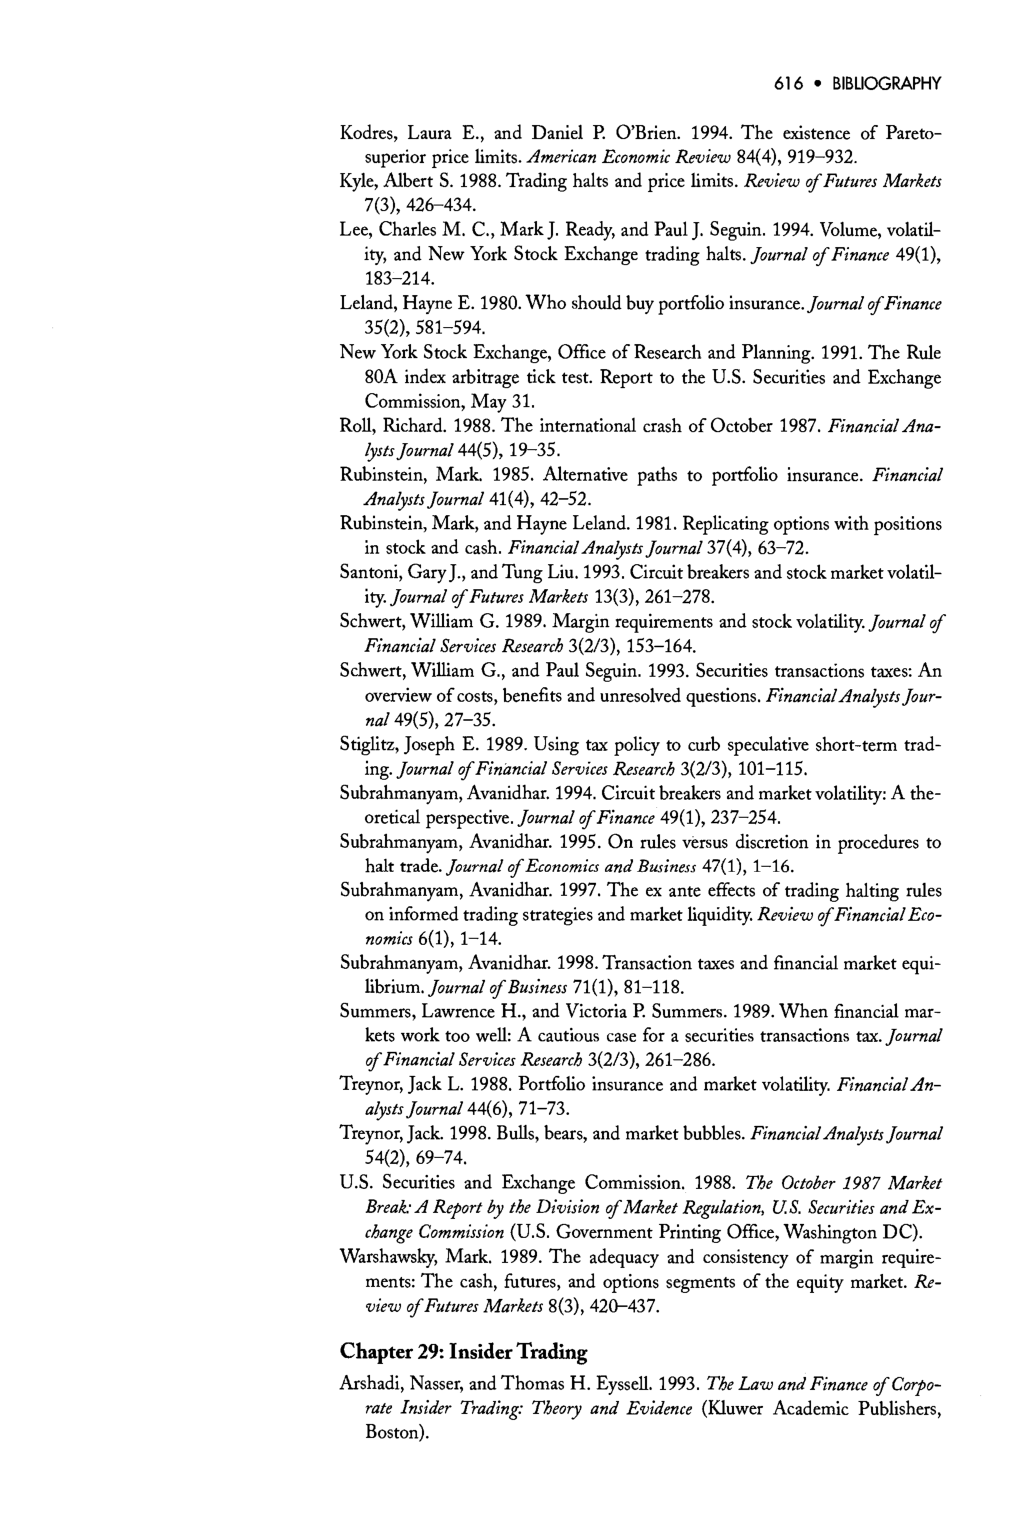 616 • BIBLIOGRAPHY
Kodres, Laura E., and Daniel P. O'Brien. 1994. The existence of Pareto-
superior price limits. American Economic Review 84(4), 919–932.
Kyle, Albert S. 1988. Trading halts and price limits. Review of Futures Markets
7(3), 426–434.
Lee, Charles M. C., Mark J. Ready, and Paul J. Seguin. 1994. Volume, volatil-
ity, and New York Stock Exchange trading halts. Journal of Finance 49(1),
183–214.
Leland, Hayne E. 1980. Who should buy portfolio insurance. Journal of Finance
35(2), 581–594.
New York Stock Exchange, Office of Research and Planning. 1991. The Rule
80A index arbitrage tick test. Report to the U.S. Securities and Exchange
Commission, May 31.
Roll, Richard. 1988. The international crash of October 1987. Financial Ana-
lysts Journal 44(5), 19–35.
Rubinstein, Mark. 1985. Alternative paths to portfolio insurance. Financial
Analysts Journal 41(4), 42–52.
Rubinstein, Mark, and Hayne Leland. 1981. Replicating options with positions
in stock and cash. Financial Analysts Journal 37(4), 63–72.
Santoni, Gary J., and Tung Liu. 1993. Circuit breakers and stock market volatil-
ity. Journal of Futures Markets 13(3), 261–278.
Schwert, William G. 1989. Margin requirements and stock volatility. Journal of
Financial Services Research 3(2/3), 153–164.
Schwert, William G., and Paul Seguin. 1993. Securities transactions taxes: An
overview of costs, benefits and unresolved questions. Financial Analysts Jour-
nal 49(5), 27–35.
Stiglitz, Joseph E. 1989. Using tax policy to curb speculative short-term trad-
ing. Journal of Financial Services Research 3(2/3), 101–115.
Subrahmanyam, Avanidhar. 1994. Circuit breakers and market volatility: A the-
oretical perspective. Journal of Finance 49(1), 237–254.
Subrahmanyam, Avanidhar. 1995. On rules versus discretion in procedures to
halt trade. Journal of Economics and Business 47(1), 1–16.
Subrahmanyam, Avanidhar. 1997. The ex ante effects of trading halting rules
on informed trading strategies and market liquidity. Review of Financial Eco-
nomics 6(1), 1–14.
Subrahmanyam, Avanidhar. 1998. Transaction taxes and financial market equi-
librium. Journal of Business 71(1), 81–118.
Summers, Lawrence H., and Victoria P. Summers. 1989. When financial mar-
kets work too well: A cautious case for a securities transactions tax. Journal
of Financial Services Research 3(2/3), 261–286.
Treynor, Jack L. 1988. Portfolio insurance and market volatility. Financial An-
alysts Journal 44(6), 71–73.
Treynor, Jack. 1998. Bulls, bears, and market bubbles. Financial Analysts Journal
54(2), 69–74.
U.S. Securities and Exchange Commission. 1988. The October 1987 Market
Break: A Report by the Division of Market Regulation, U.S. Securities and Ex-
change Commission (U.S. Government Printing Office, Washington DC).
Warshawsky, Mark. 1989. The adequacy and consistency of margin require-
ments: The cash, futures, and options segments of the equity market. Re-
view of Futures Markets 8(3), 420–437.
Chapter 29: Insider Trading
Arshadi, Nasser, and Thomas H. Eyssell. 1993. The Law and Finance of Corpo-
rate Insider Trading: Theory and Evidence (Kluwer Academic Publishers,
Boston).